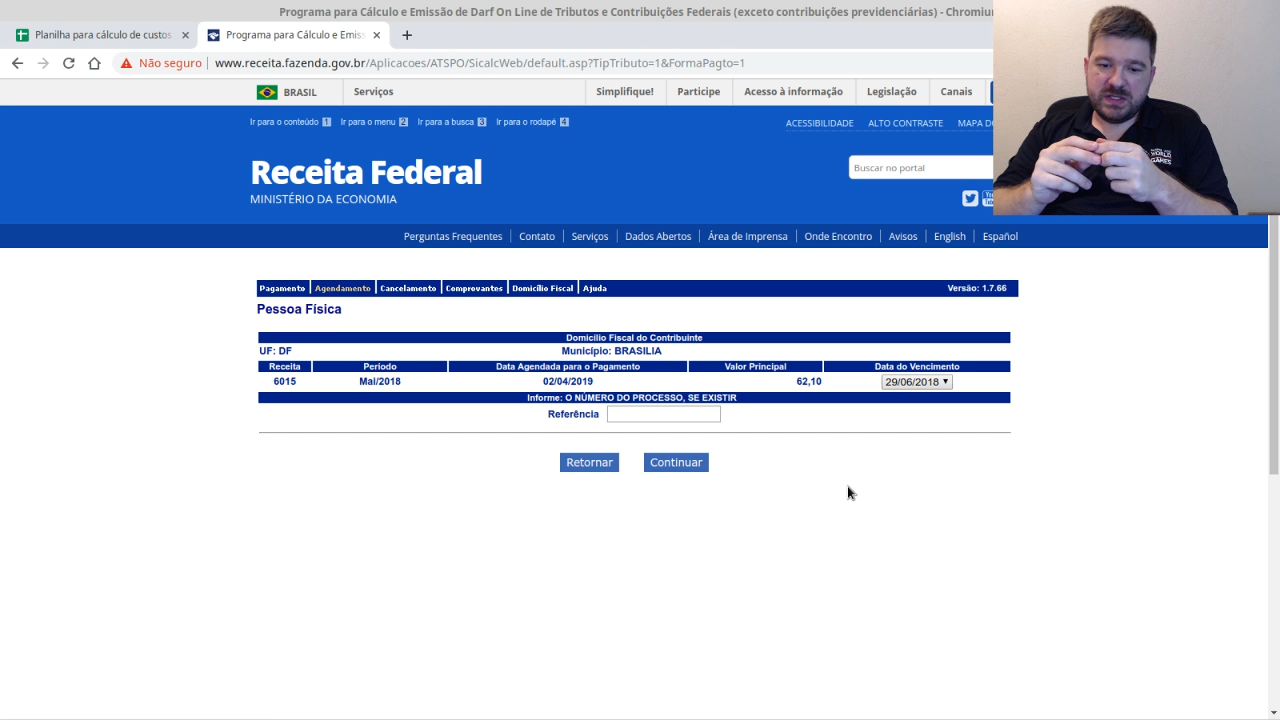 Programa para Cálculo e Emissão de Darf On Line de Tributos e Contribuições Federais (exceto contribuições previdenciárias) - Chromium
Planilha para cálculo de custos
Programa para Cálculo e Emiss
Não seguro
www.receita.fazenda.gov.br/Aplicacoes/ATSPO/SicalcWeb/default.asp?TipTributo=1&FormaPagto=1
BRASIL
Serviços
Simplifique!
Participe
Acesso à informação
Legislação
Canais
Ir para o conteúdo 1
Ir para o menu 2
Ir para a busca 3
Ir para o rodapé 4
ACESSIBILIDADE
ALTO CONTRASTE
MAPA DO
Receita Federal
MINISTÉRIO DA ECONOMIA
Buscar no portal
Perguntas Frequentes
Contato
Serviços
Dados Abertos
Área de Imprensa
Onde Encontro
Avisos
English
Español
Pagamento
Agendamento
Cancelamento
Comprovantes
Domicílio Fiscal
Ajuda
Versão: 1.7.66
Pessoa Física
Domicílio Fiscal do Contribuinte
UF: DF
Município: BRASILIA
Receita
Período
Data Agendada para o Pagamento
Valor Principal
Data do Vencimento
6015
Mai/2018
02/04/2019
62,10
29/06/2018
Informe: O NÚMERO DO PROCESSO, SE EXISTIR
Referência
Retornar
Continuar
WORLD
GAMES